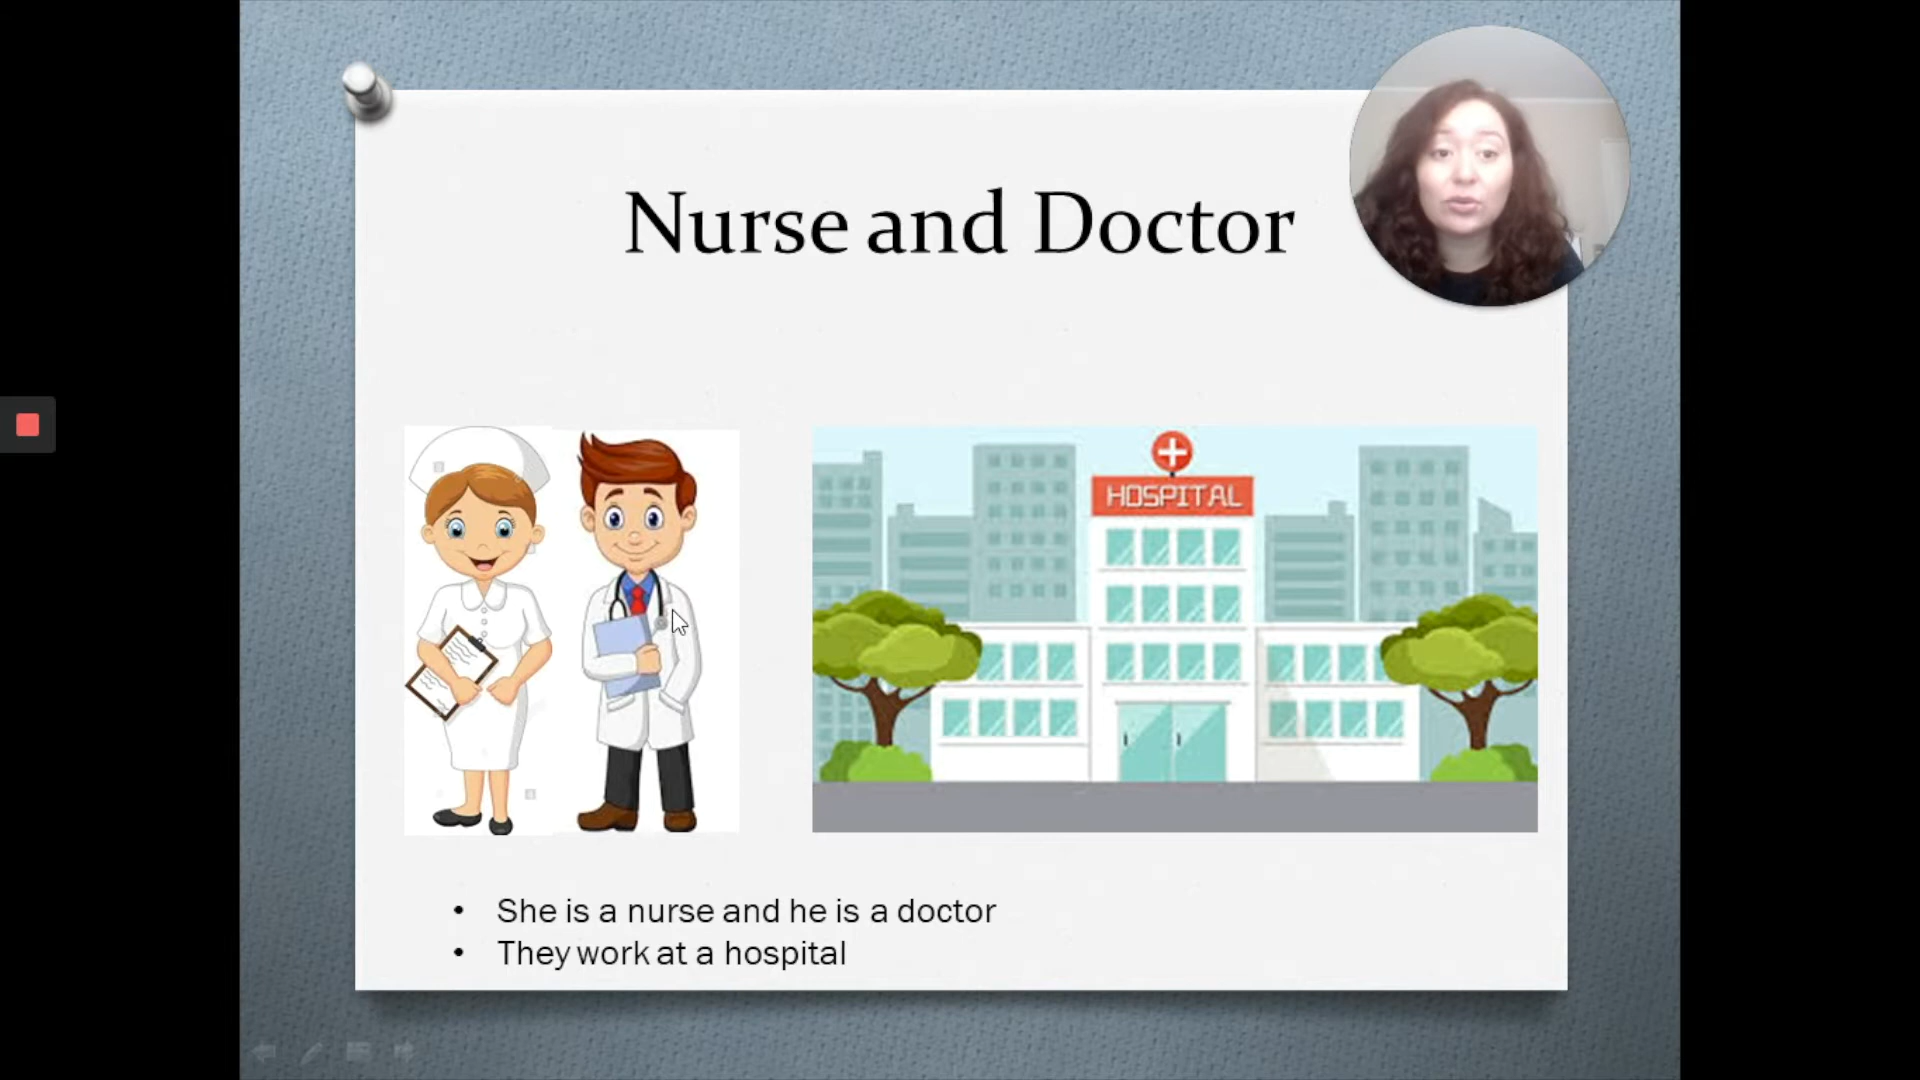 Nurse and Doctor
HOSPITAL
• She is a nurse and he is a doctor
• They work at a hospital